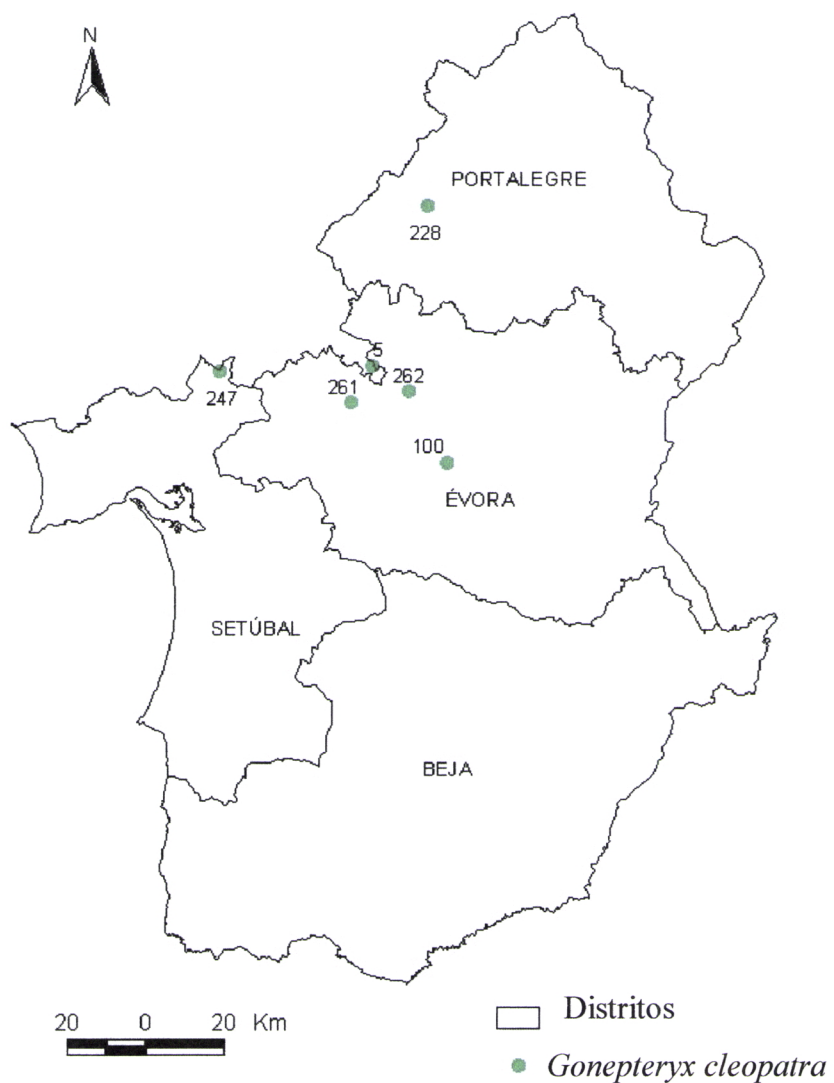 N
PORTALEGRE
228
5
247
261
262
100
ÉVORA
SETÚBAL
BEJA
20 0 20 Km
Distritos
Gonepteryx cleopatra